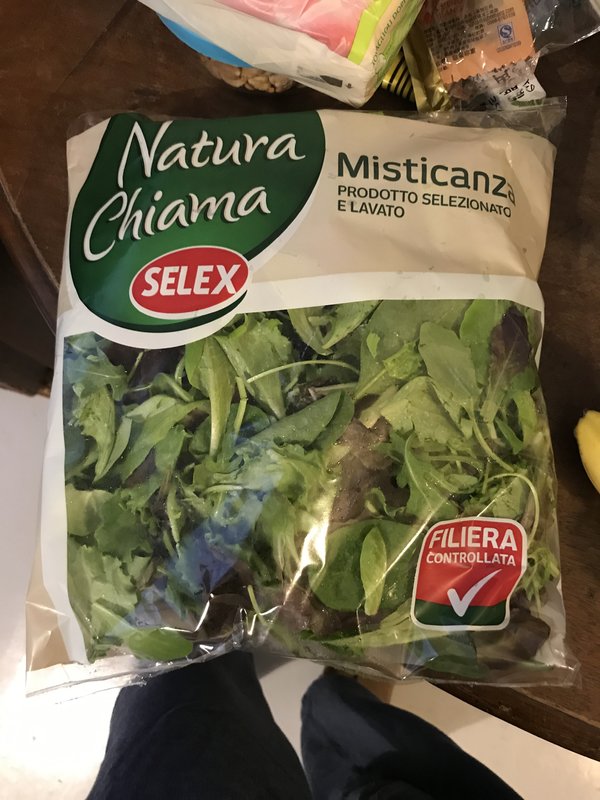 Natura
Chiama
SELEX
Misticanza
PRODOTTO SELEZIONATO
E LAVATO
FILIERA
CONTROLLATA